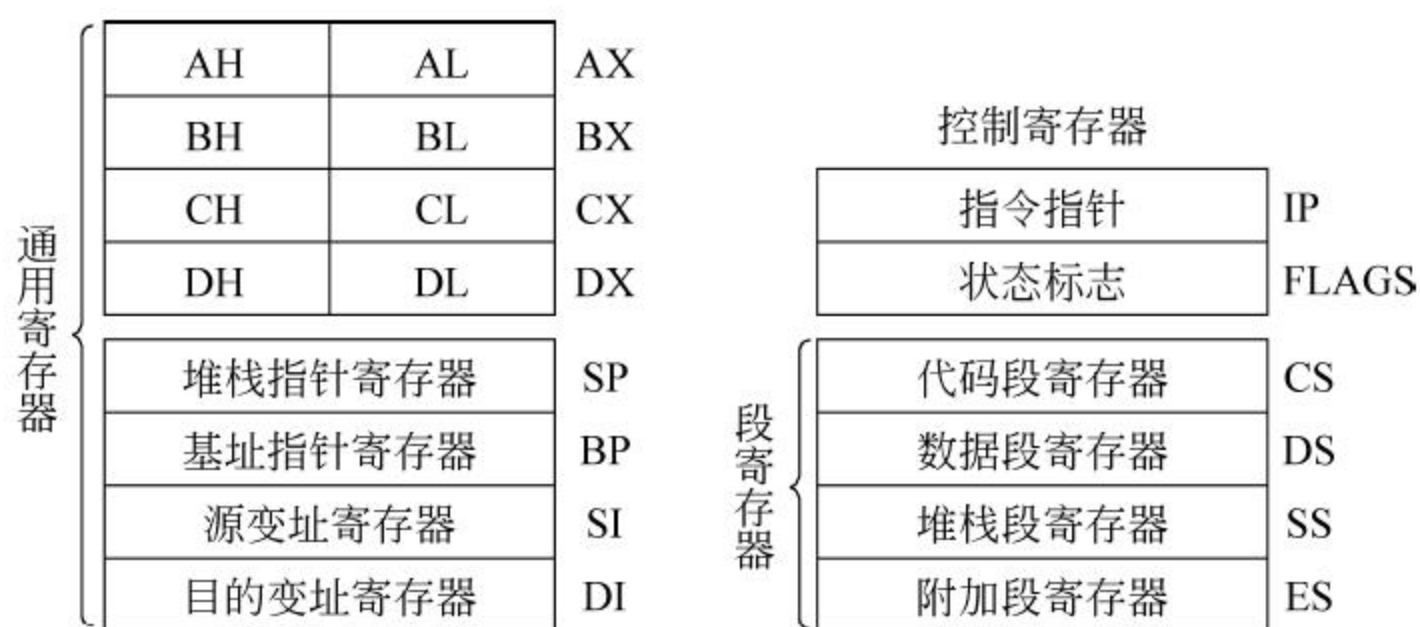 通用寄存器
AH AL AX
BH BL BX
CH CL CX
DH DL DX
堆栈指针寄存器 SP
基址指针寄存器 BP
源变址寄存器 SI
目的变址寄存器 DI
控制寄存器
指令指针 IP
状态标志 FLAGS
段寄存器
代码段寄存器 CS
数据段寄存器 DS
堆栈段寄存器 SS
附加段寄存器 ES